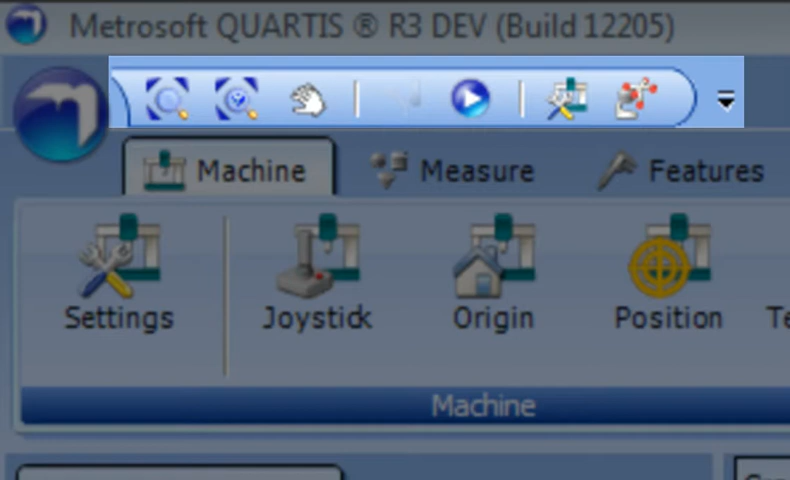 Metrosoft QUARTIS ® R3 DEV (Build 12205)
Machine Measure Features
Settings Joystick Origin Position
Machine